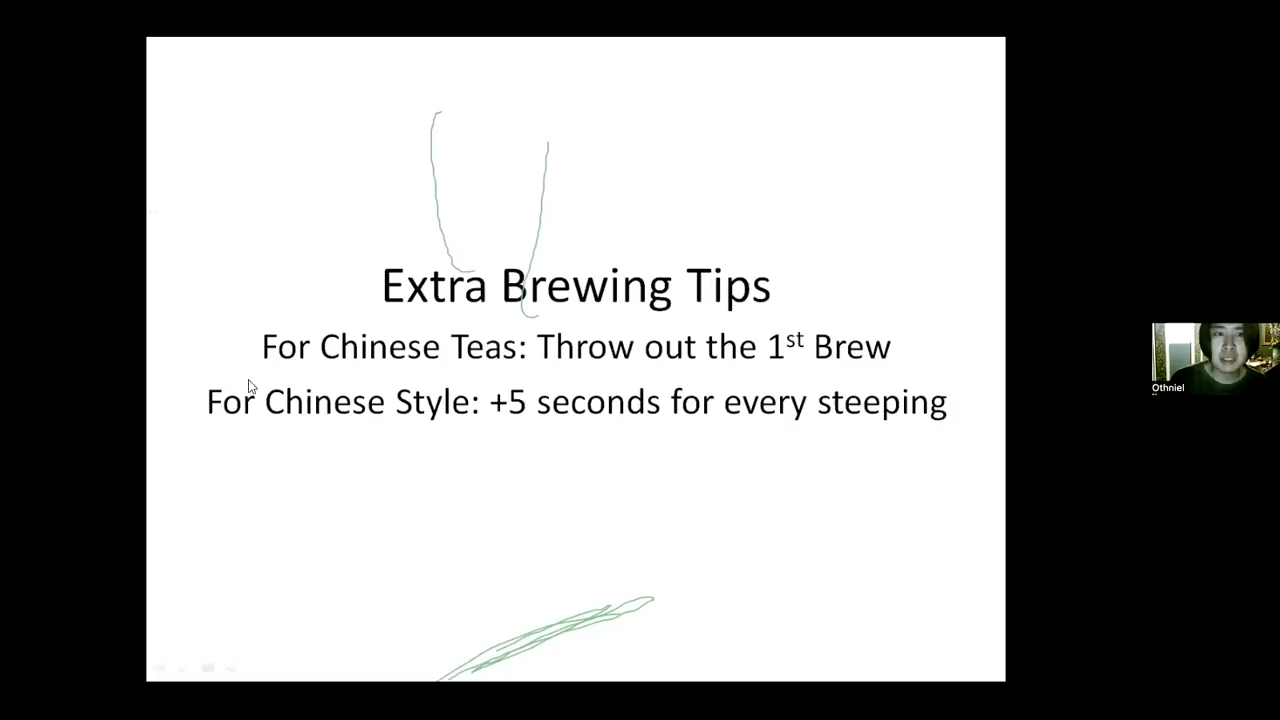 Extra Brewing Tips
For Chinese Teas: Throw out the 1st Brew
For Chinese Style: +5 seconds for every steeping
Othniel